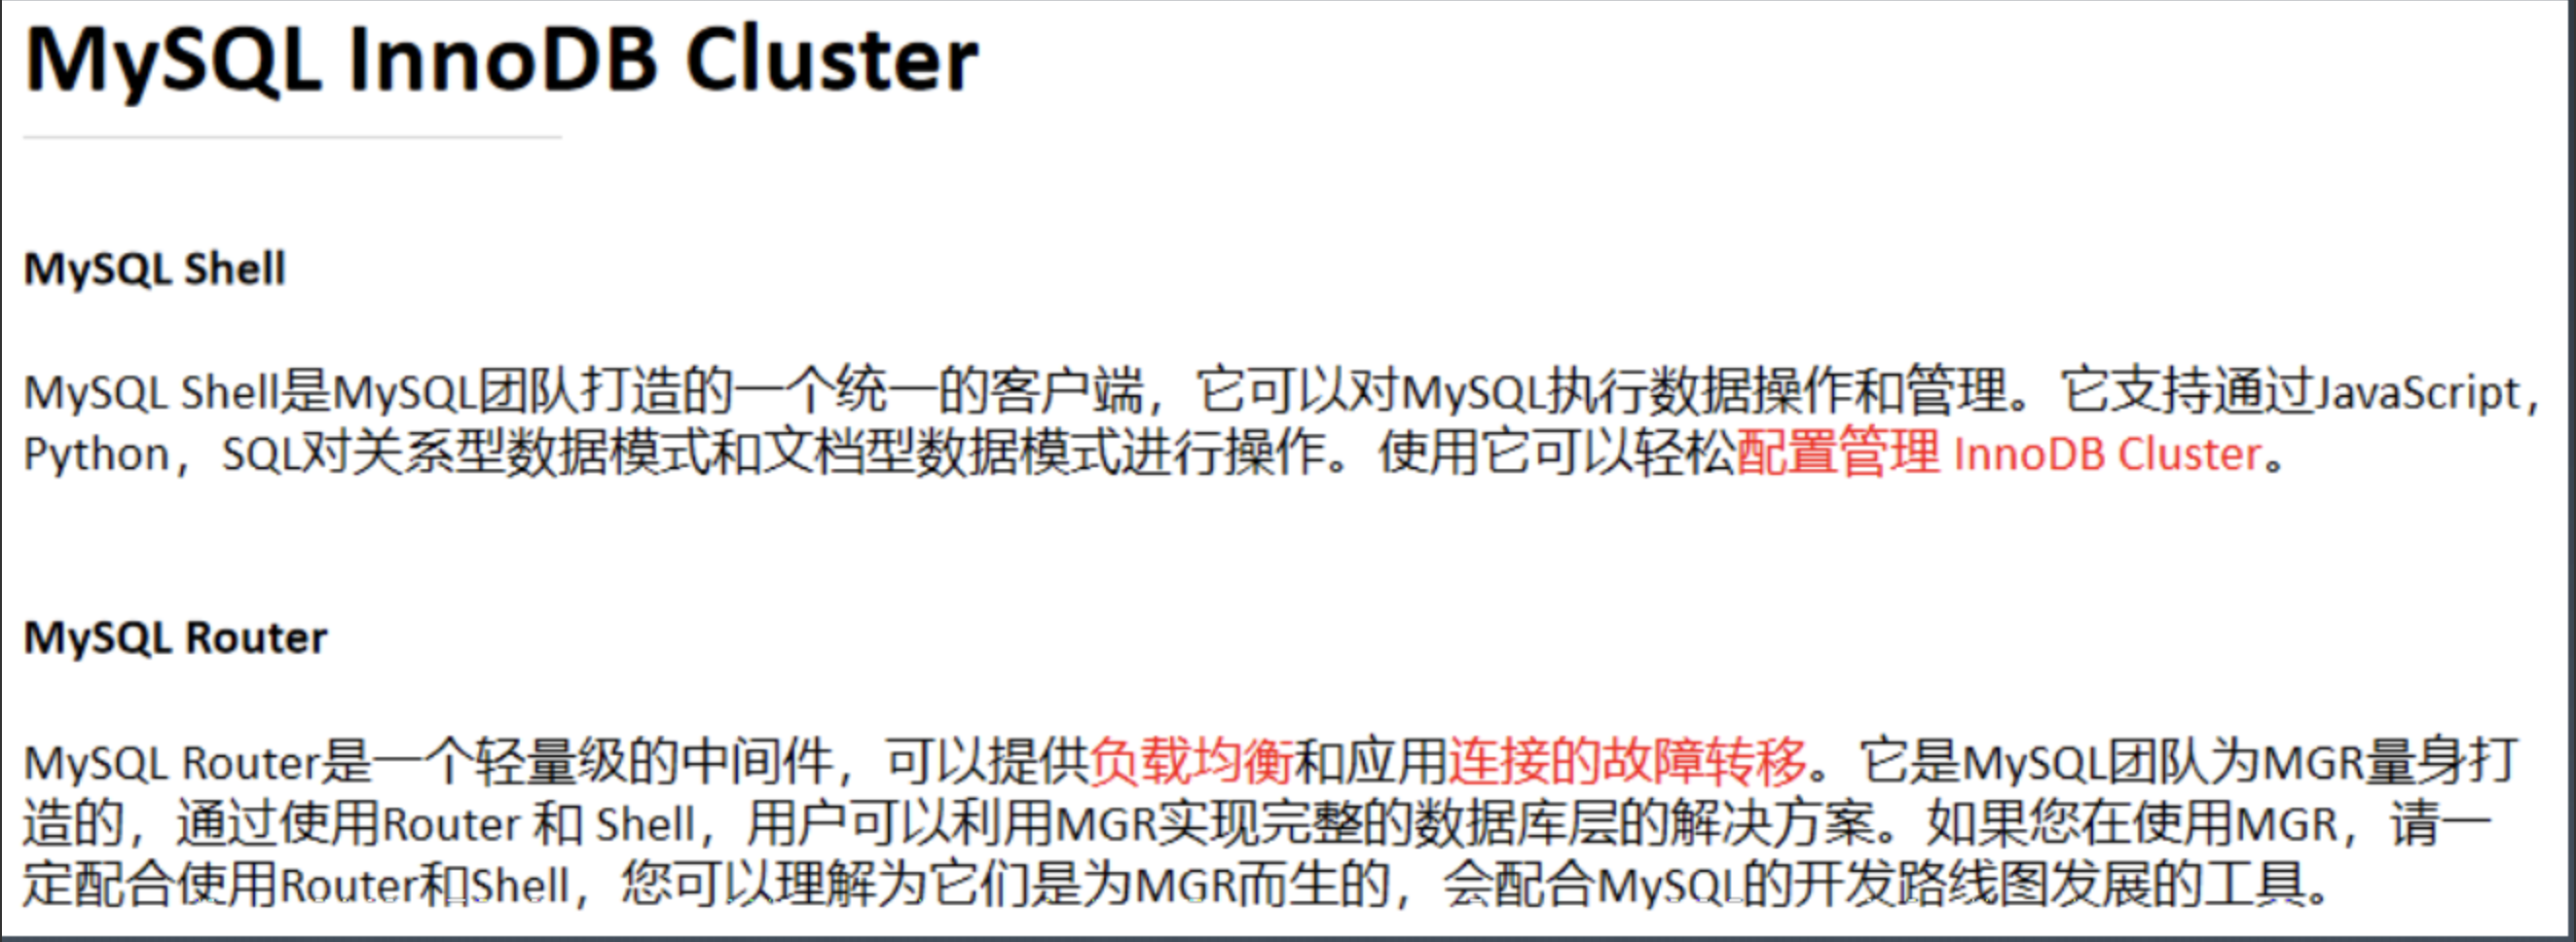 MySQL InnoDB Cluster
MySQL Shell
MySQL Shell是MySQL团队打造的一个统一的客户端，它可以对MySQL执行数据操作和管理。它支持通过JavaScript，
Python，SQL对关系型数据模式和文档型数据模式进行操作。使用它可以轻松配置管理 InnoDB Cluster。
MySQL Router
MySQL Router是一个轻量级的中间件，可以提供负载均衡和应用连接的故障转移。它是MySQL团队为MGR量身打
造的，通过使用Router 和 Shell，用户可以利用MGR实现完整的数据库层的解决方案。如果您在使用MGR，请一
定配合使用Router和Shell，您可以理解为它们是为MGR而生的，会配合MySQL的开发路线图发展的工具。